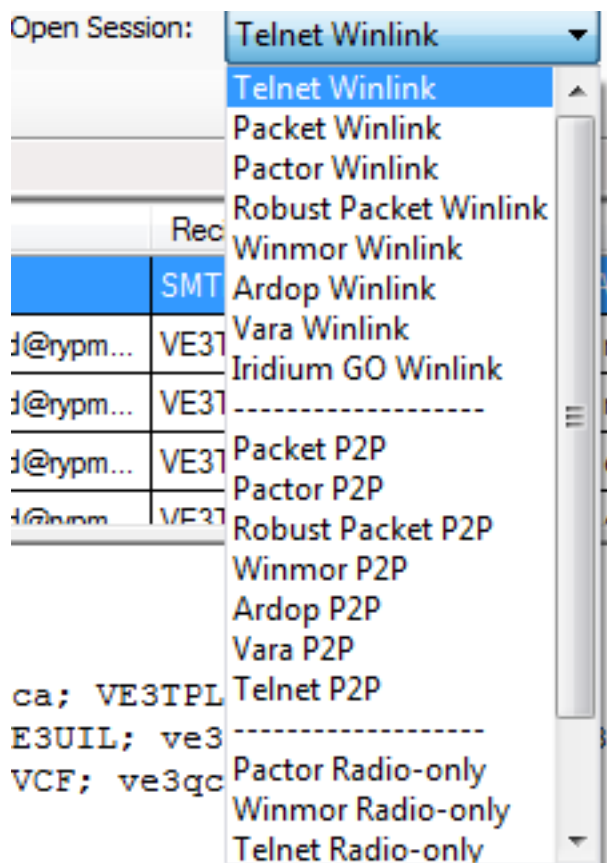 Open Session: Telnet Winlink
Telnet Winlink
Packet Winlink
Pactor Winlink
Robust Packet Winlink
Winmor Winlink
Ardop Winlink
Vara Winlink
Iridium GO Winlink
-------------------
Packet P2P
Pactor P2P
Robust Packet P2P
Winmor P2P
Ardop P2P
Vara P2P
Telnet P2P
-------------------
Pactor Radio-only
Winmor Radio-only
Telnet Radio-only
Rec
SMT
d@rypm... VE3T
d@rypm... VE3T
d@rypm... VE3T
ca; VE3TPL
E3UIL; ve3
VCF; ve3qc